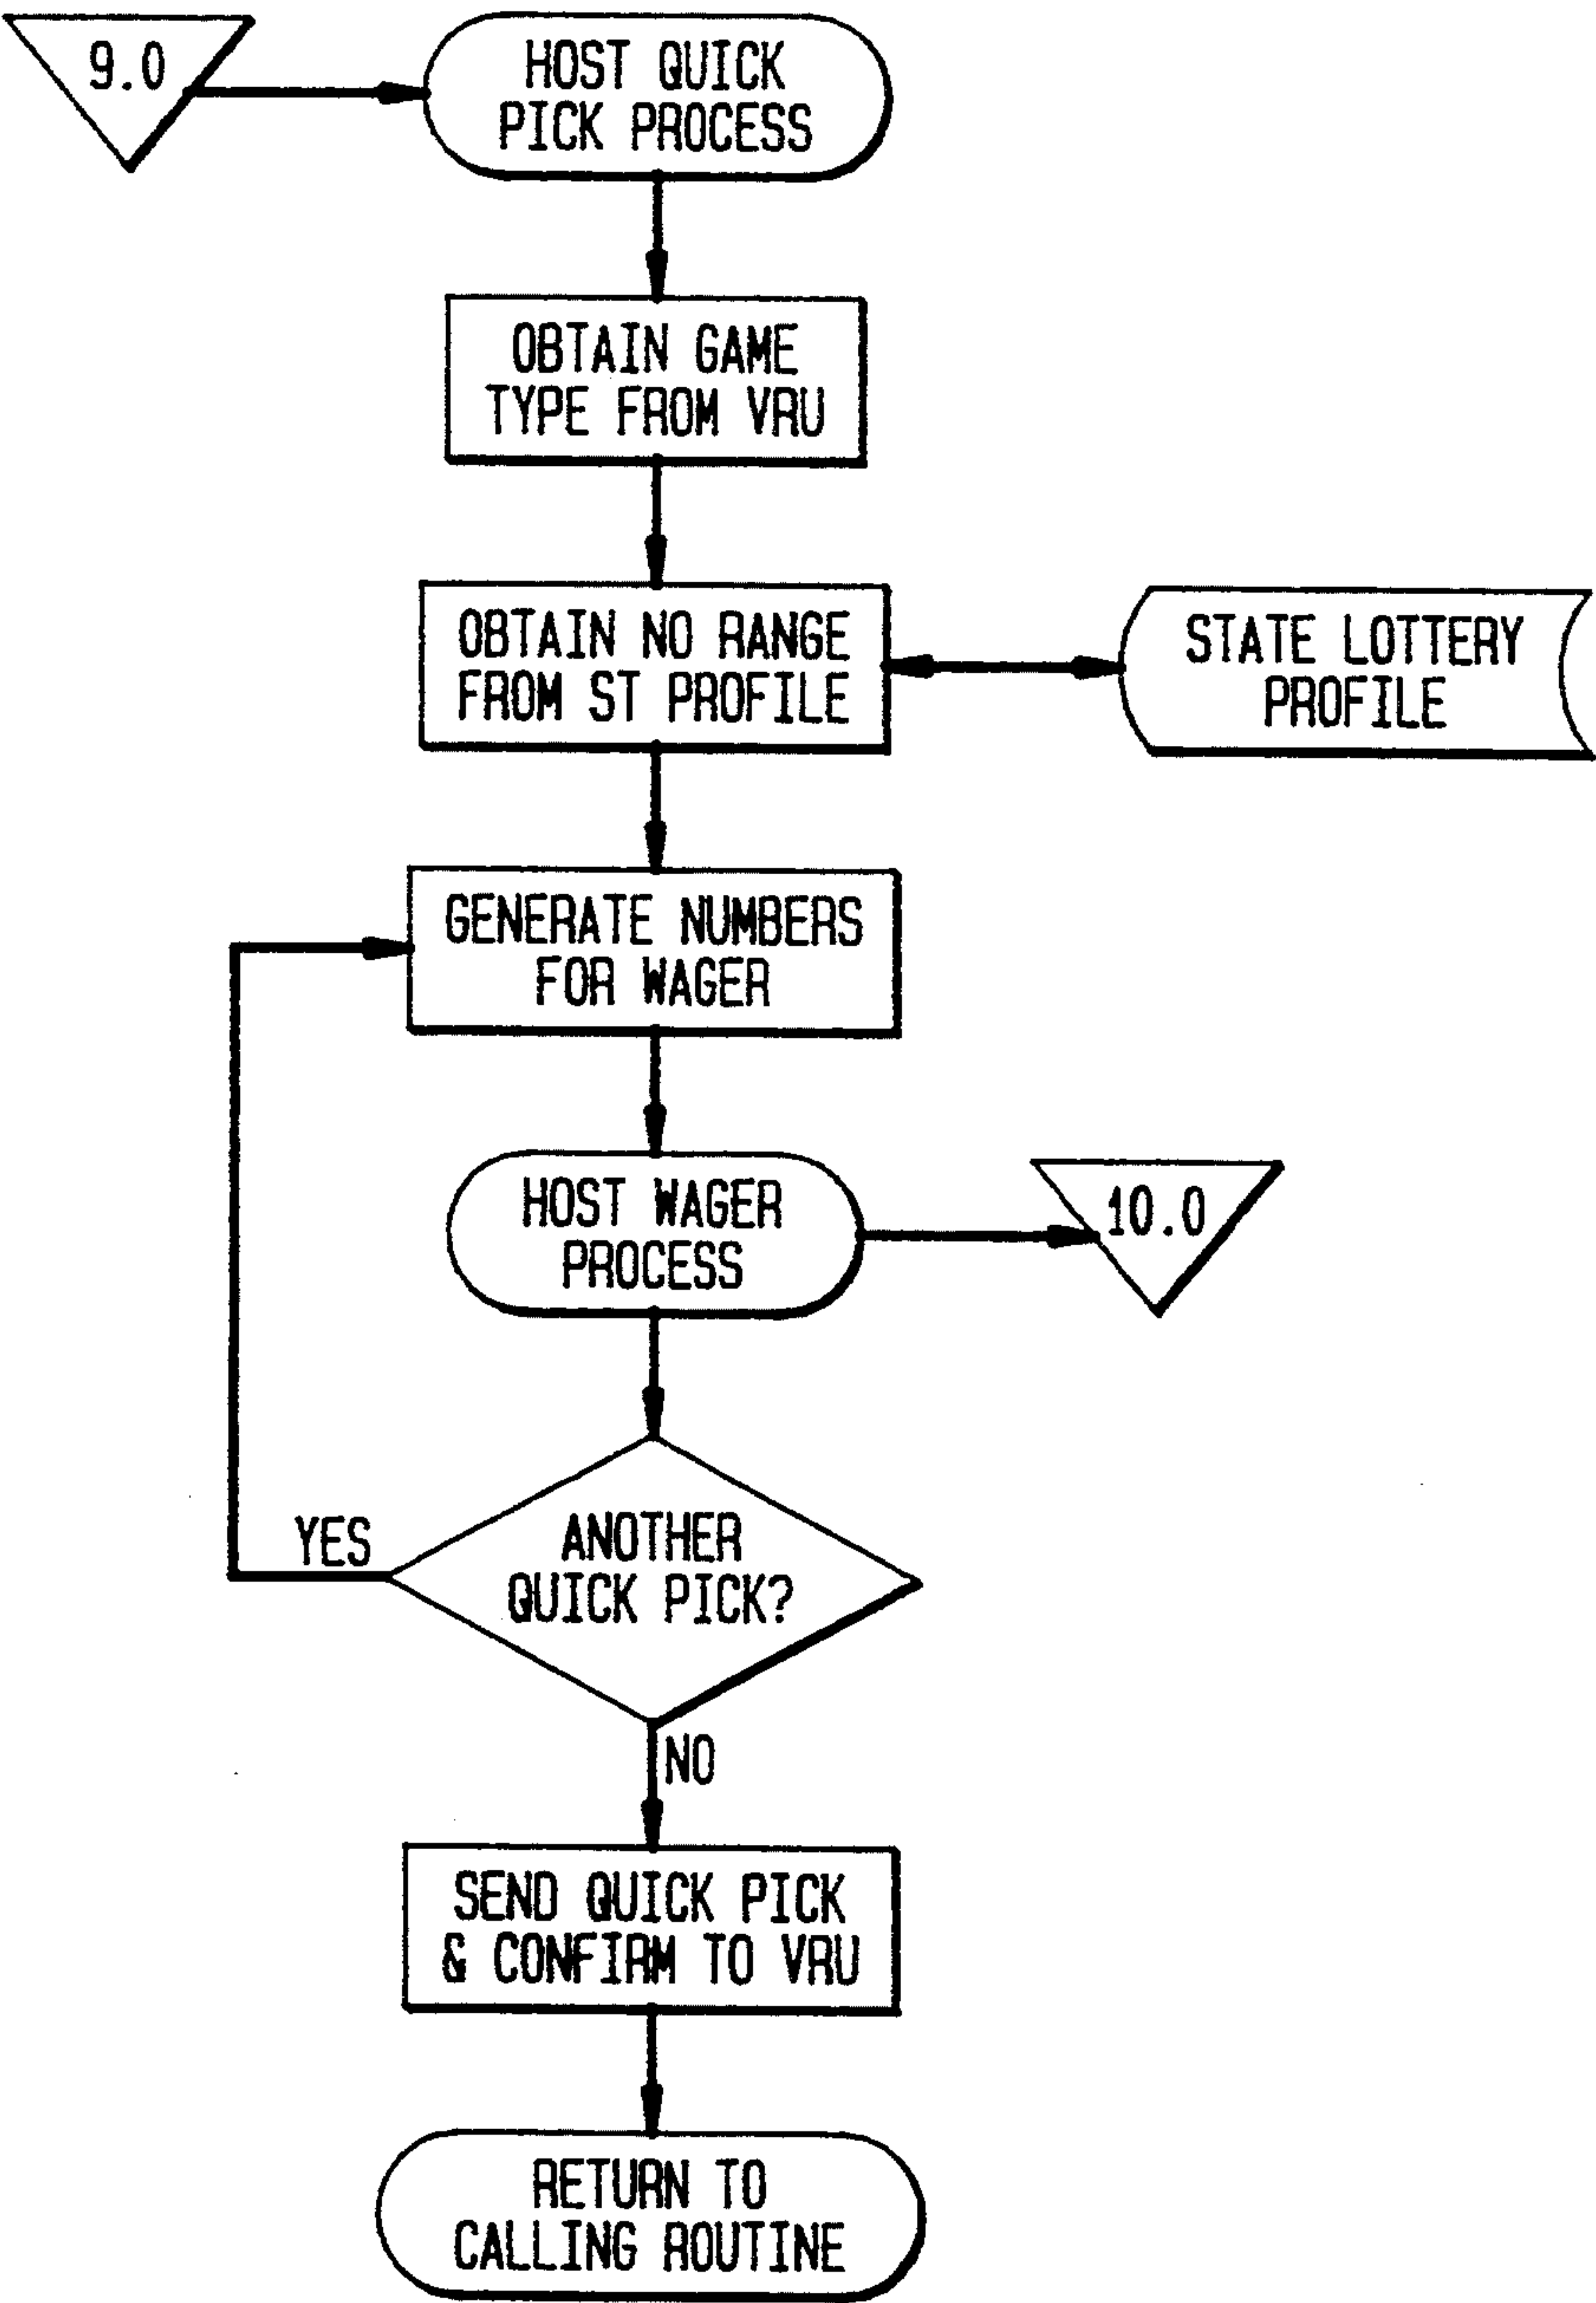 9.0
HOST QUICK
PICK PROCESS
OBTAIN GAME
TYPE FROM VRU
OBTAIN NO RANGE
FROM ST PROFILE
STATE LOTTERY
PROFILE
GENERATE NUMBERS
FOR WAGER
HOST WAGER
PROCESS
10.0
ANOTHER
QUICK PICK?
YES
NO
SEND QUICK PICK
& CONFIRM TO VRU
RETURN TO
CALLING ROUTINE